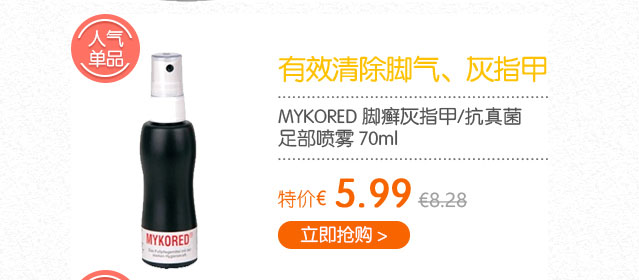 人气
单品
有效清除脚气、灰指甲
MYKORED 脚癣灰指甲/抗真菌
足部喷雾 70ml
特价€ 5.99 €8.28
立即抢购 >
MYKORED